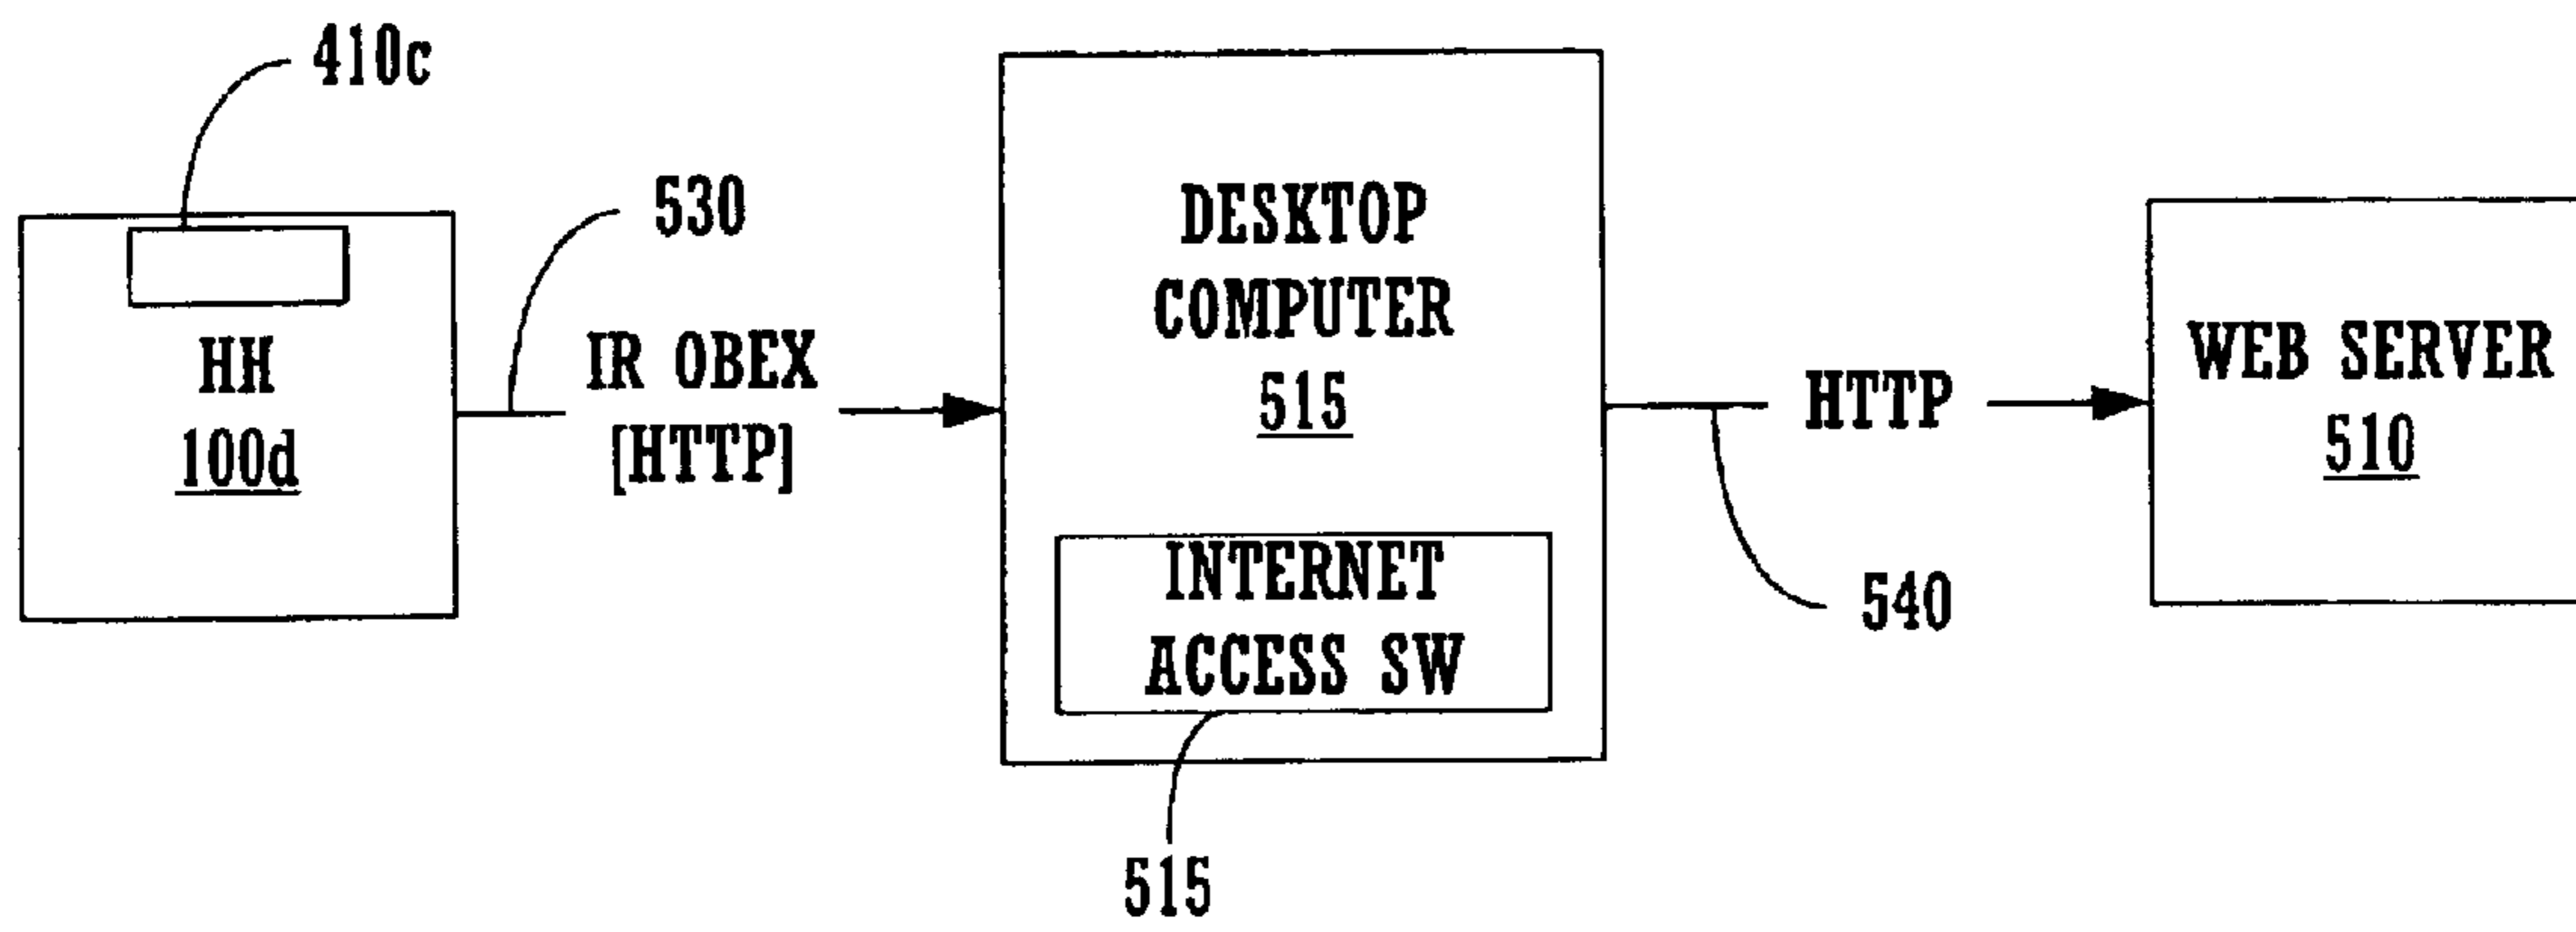 410c
530
HH
100d
IR OBEX
[HTTP]
DESKTOP
COMPUTER
515
INTERNET
ACCESS SW
515
HTTP
540
WEB SERVER
510